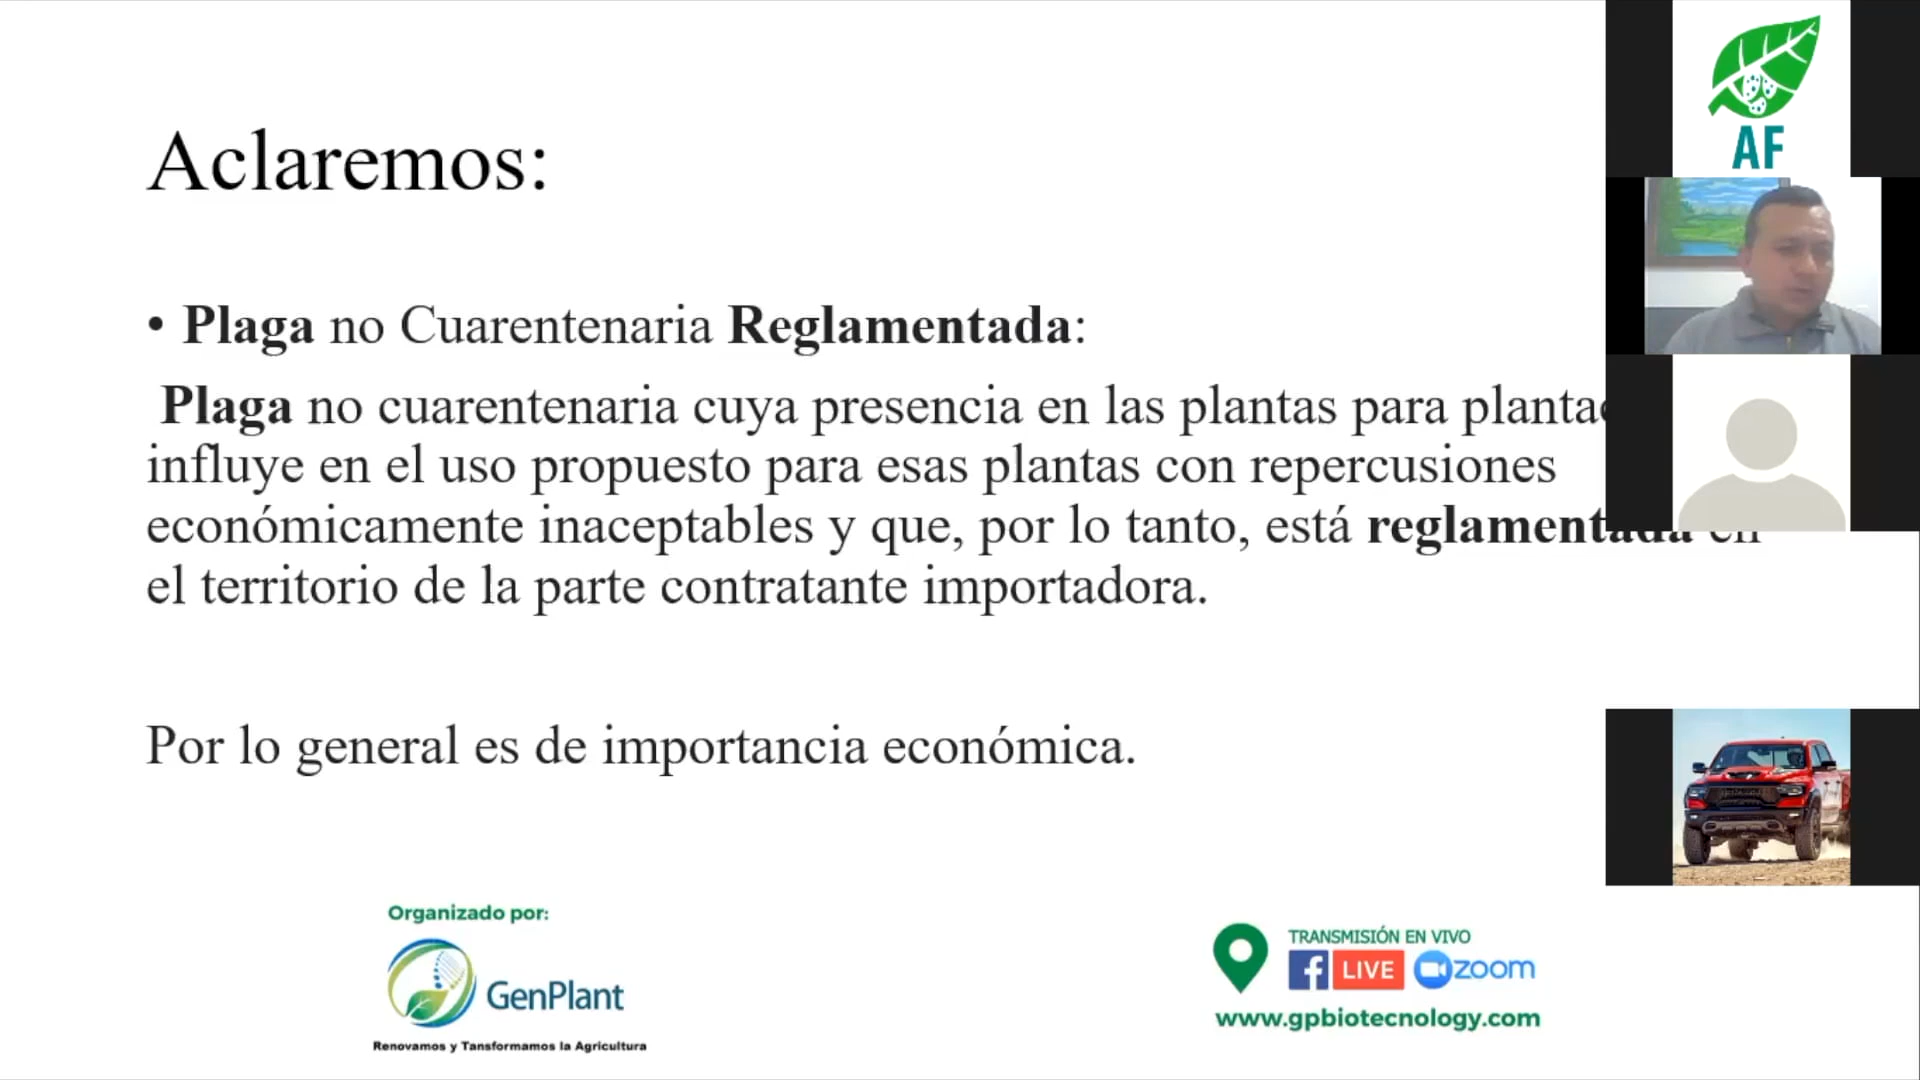 Aclaremos:
• Plaga no Cuarentenaria Reglamentada:
Plaga no cuarentenaria cuya presencia en las plantas para
influye en el uso propuesto para esas plantas con repercusiones
económicamente inaceptables y que, por lo tanto, está reglamentada en
el territorio de la parte contratante importadora.
Por lo general es de importancia económica.
AF
Organizado por:
GenPlant
Renovamos y Tansformamos la Agricultura
TRANSMISIÓN EN VIVO
f LIVE zoom
www.gpbiotecnology.com